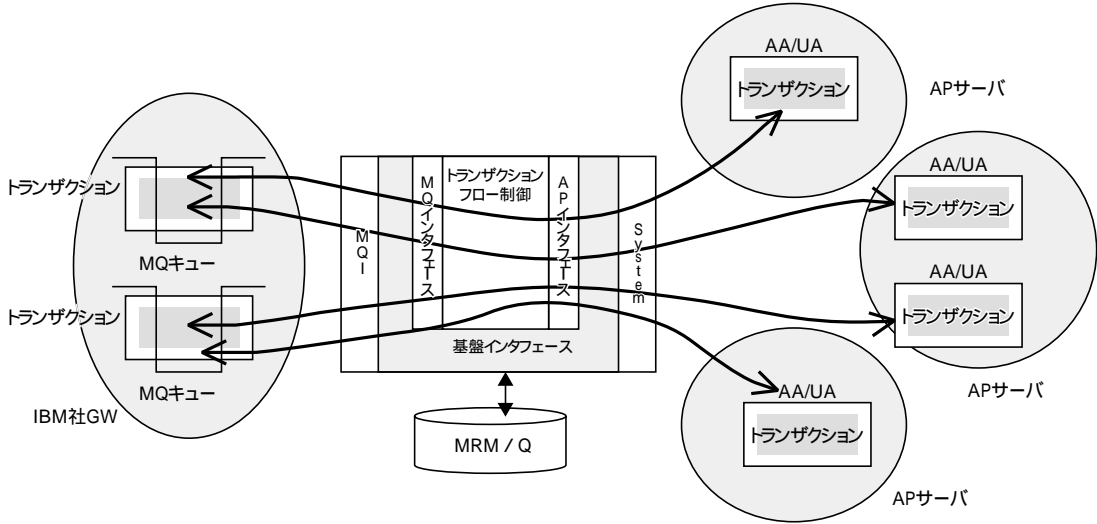 AA/UA
トランザクション
APサーバ
トランザクション
MQキュー
トランザクション
MQキュー
IBM社GW
MQI
MQインタフェース
トランザクション
フロー制御
APインタフェース
System
基盤インタフェース
MRM / Q
AA/UA
トランザクション
AA/UA
トランザクション
APサーバ
AA/UA
トランザクション
APサーバ